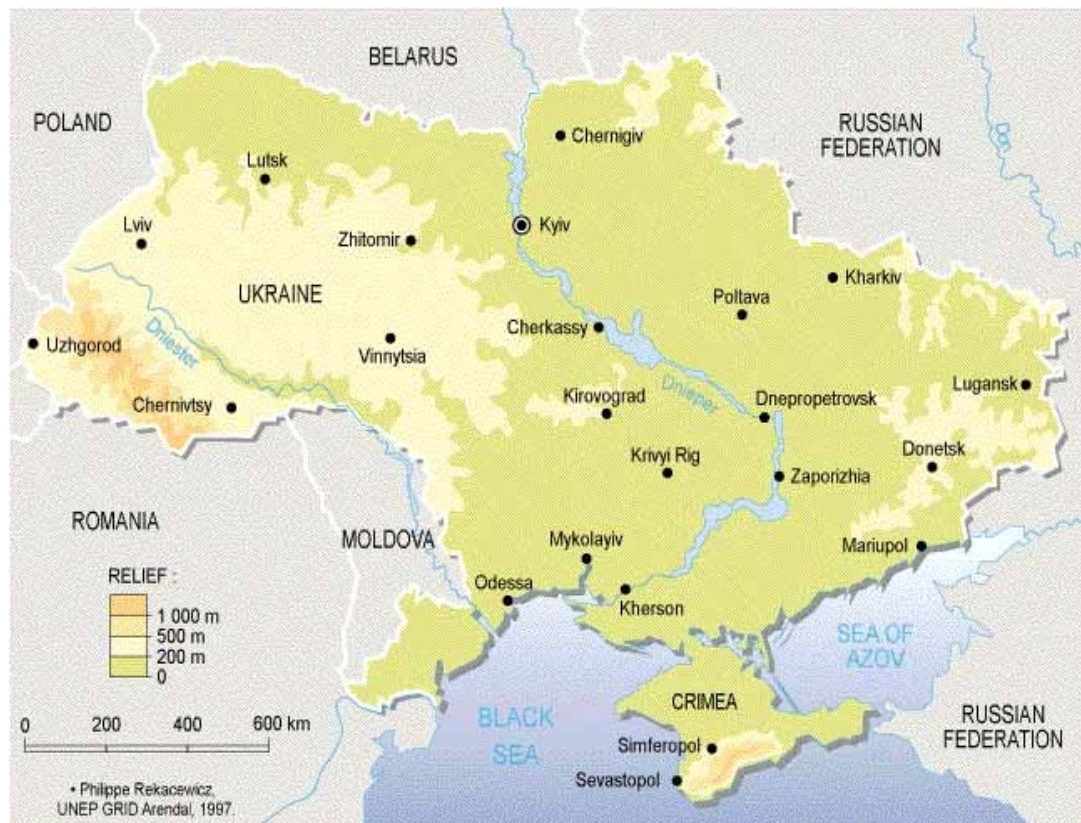 BELARUS
POLAND
RUSSIAN
FEDERATION
Don
Chernigiv
Lutsk
Lviv
Zhitomir
Kyiv
Kharkiv
UKRAINE
Poltava
Cherkassy
Uzhgorod
Dniester
Vinnytsia
Dnieper
Kirovograd
Lugansk
Chernivtsy
Dnepropetrovsk
Donetsk
Krivyi Rig
Zaporizhia
ROMANIA
MOLDOVA
Mykolayiv
Mariupol
RELIEF :
1 000 m
500 m
200 m
0
Odessa
Kherson
SEA OF
AZOV
CRIMEA
BLACK
SEA
RUSSIAN
FEDERATION
0 200 400 600 km
Simferopol
Sevastopol
• Philippe Rekacewicz,
UNEP GRID Arendal, 1997.